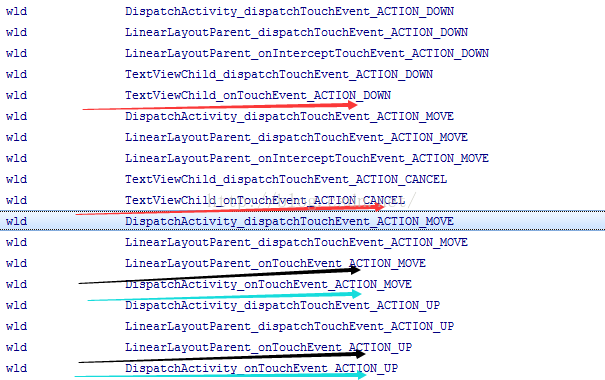 wld DispatchActivity_dispatchTouchEvent_ACTION_DOWN
wld LinearLayoutParent_dispatchTouchEvent_ACTION_DOWN
wld LinearLayoutParent_onInterceptTouchEvent_ACTION_DOWN
wld TextViewChild_dispatchTouchEvent_ACTION_DOWN
wld TextViewChild_onTouchEvent_ACTION_DOWN
wld DispatchActivity_dispatchTouchEvent_ACTION_MOVE
wld LinearLayoutParent_dispatchTouchEvent_ACTION_MOVE
wld LinearLayoutParent_onInterceptTouchEvent_ACTION_MOVE
wld TextViewChild_dispatchTouchEvent_ACTION_CANCEL
wld TextViewChild_onTouchEvent_ACTION_CANCEL
wld DispatchActivity_dispatchTouchEvent_ACTION_MOVE
wld LinearLayoutParent_dispatchTouchEvent_ACTION_MOVE
wld LinearLayoutParent_onTouchEvent_ACTION_MOVE
wld DispatchActivity_onTouchEvent_ACTION_MOVE
wld DispatchActivity_dispatchTouchEvent_ACTION_UP
wld LinearLayoutParent_dispatchTouchEvent_ACTION_UP
wld LinearLayoutParent_onTouchEvent_ACTION_UP
wld DispatchActivity_onTouchEvent_ACTION_UP